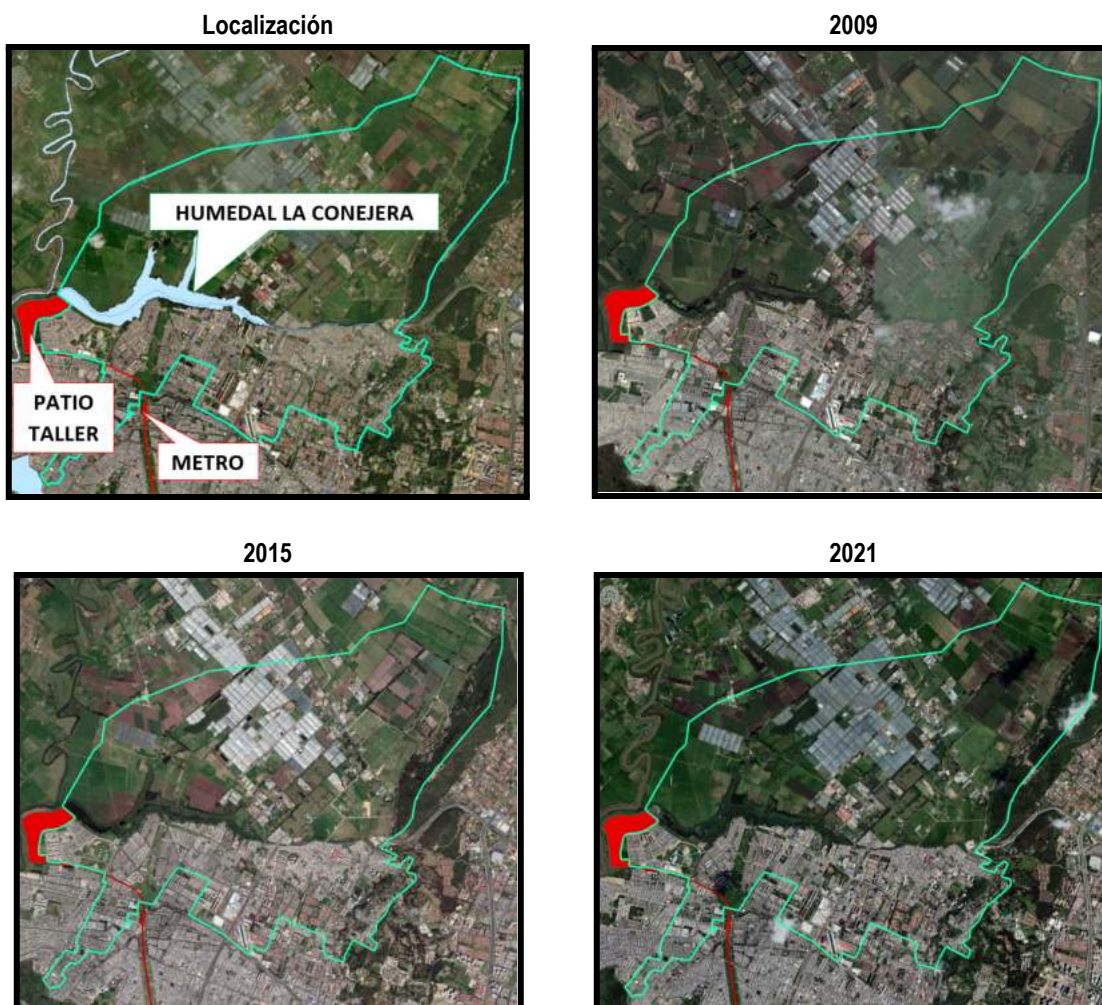 Localización
2009
HUMEDAL LA CONEJERA
PATIO
TALLER
METRO
2015
2021